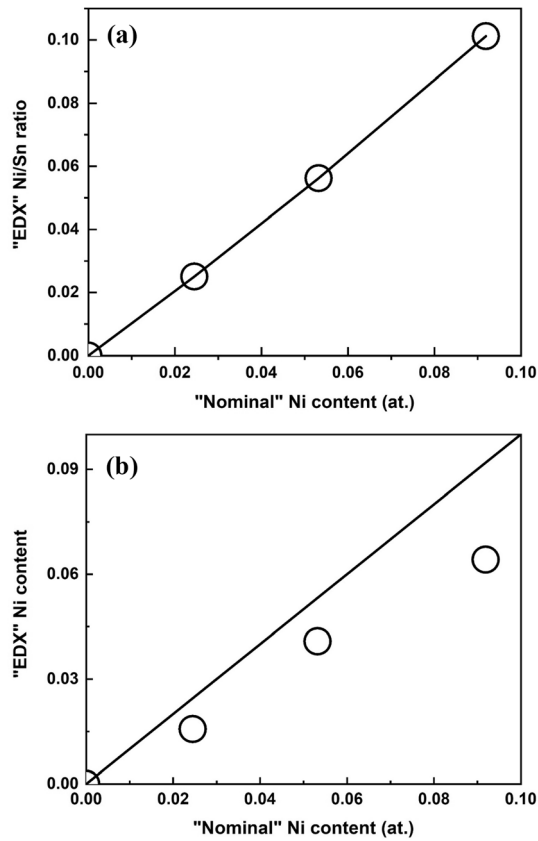 (a)
"EDX" Ni/Sn ratio
0.10
0.08
0.06
0.04
0.02
0.00
0.00 0.02 0.04 0.06 0.08 0.10
"Nominal" Ni content (at.)
(b)
"EDX" Ni content
0.09
0.06
0.03
0.00
0.00 0.02 0.04 0.06 0.08 0.10
"Nominal" Ni content (at.)